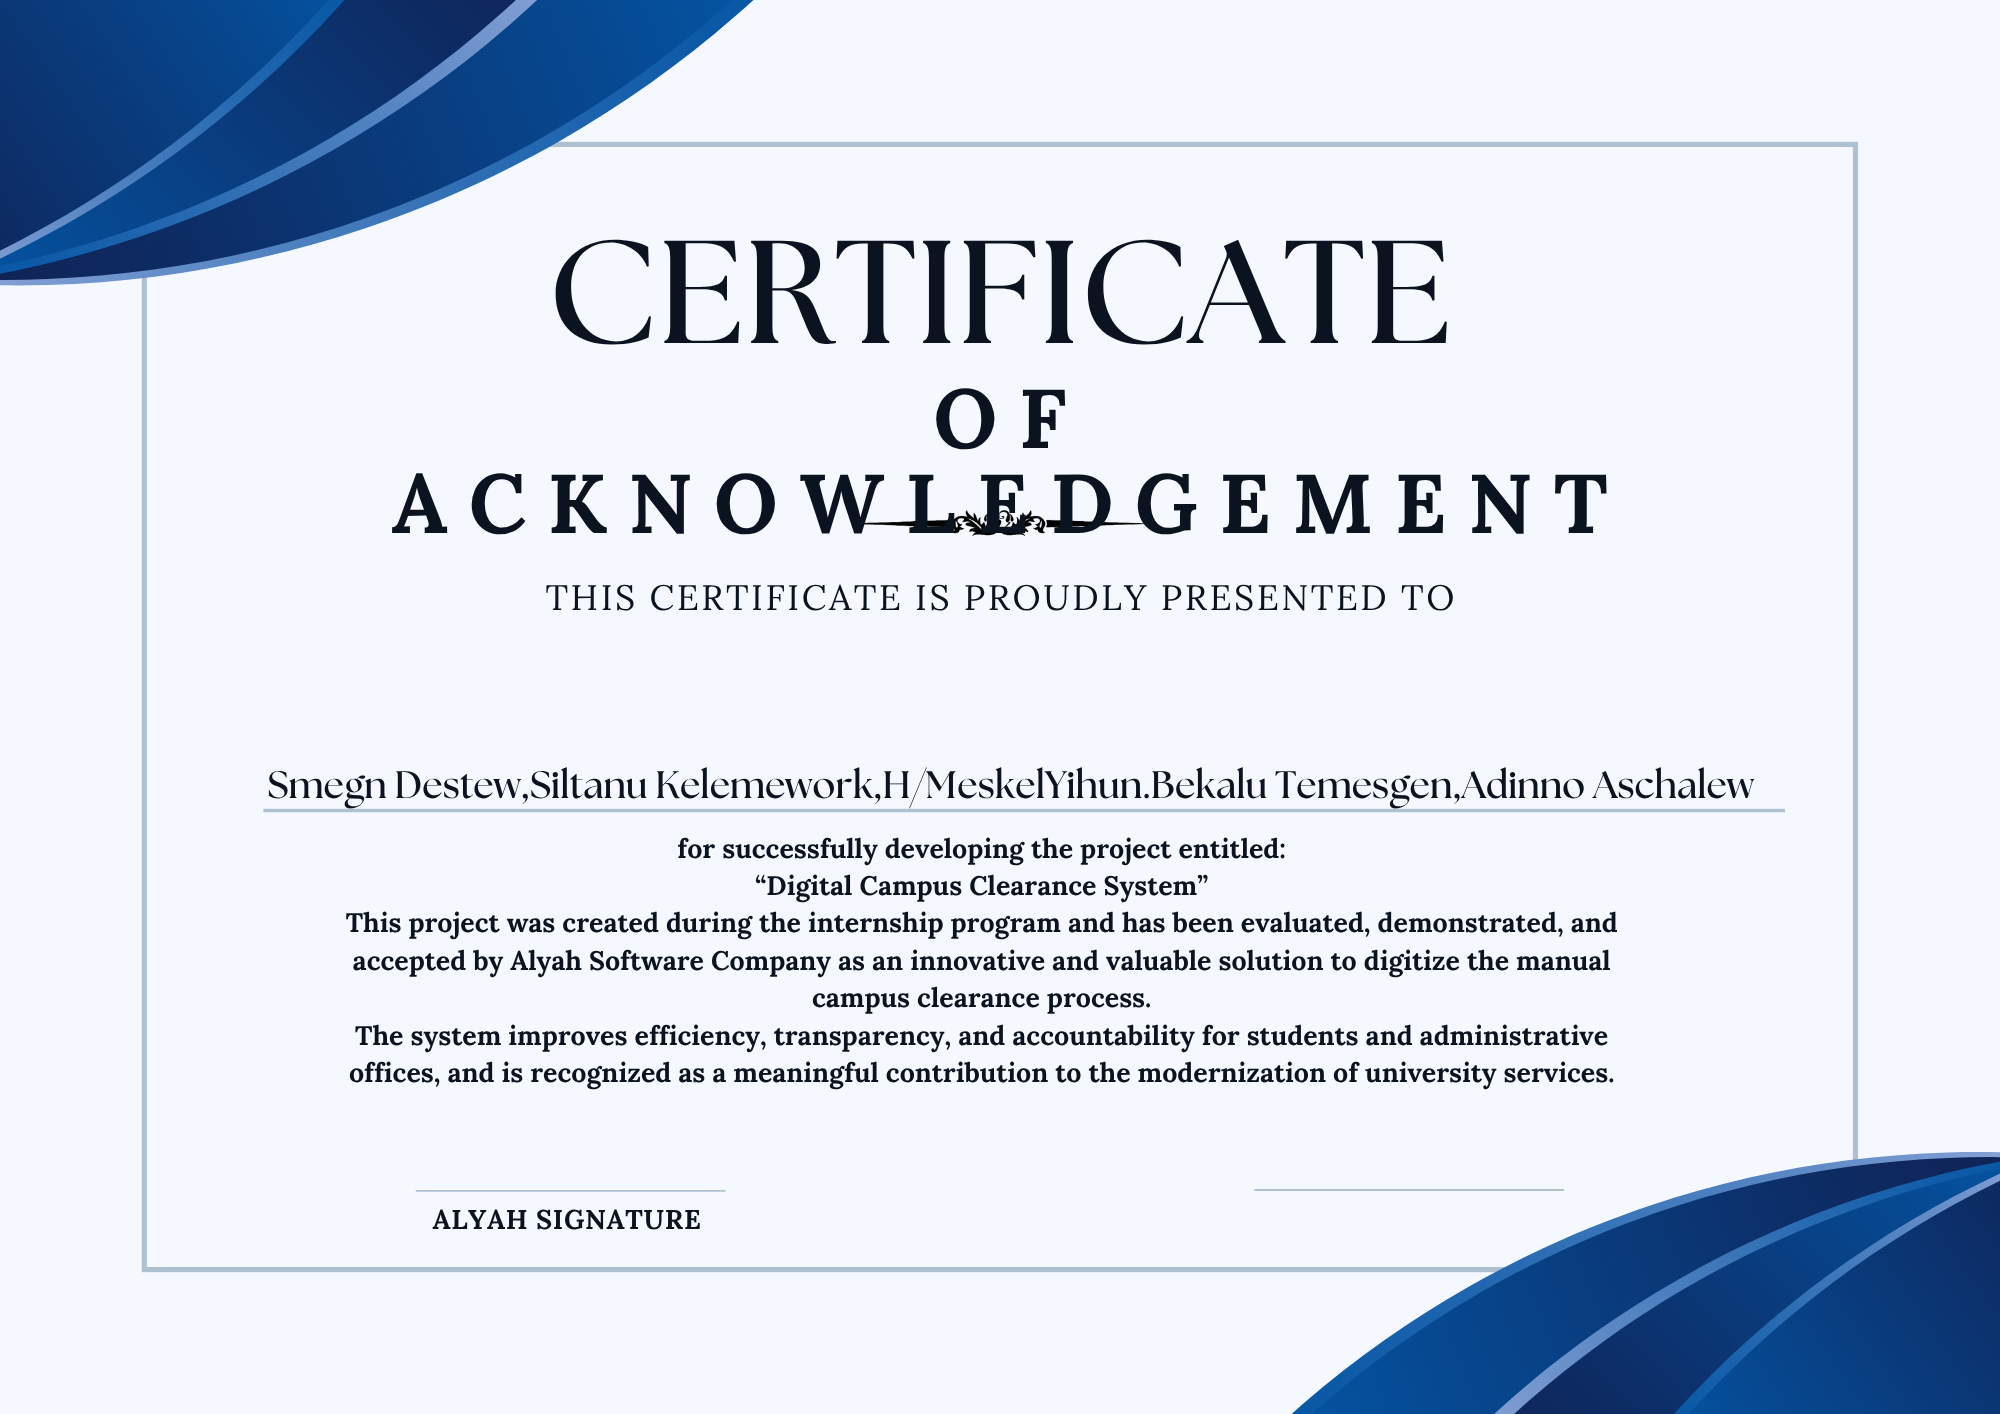 CERTIFICATE
OF
ACKNOWLEDGEMENT
THIS CERTIFICATE IS PROUDLY PRESENTED TO
Smegn Destew,Siltanu Kelemework,H/MeskelYihun.Bekalu Temesgen,Adinno Aschalew
for successfully developing the project entitled:
“Digital Campus Clearance System”
This project was created during the internship program and has been evaluated, demonstrated, and
accepted by Alyah Software Company as an innovative and valuable solution to digitize the manual
campus clearance process.
The system improves efficiency, transparency, and accountability for students and administrative
offices, and is recognized as a meaningful contribution to the modernization of university services.
ALYAH SIGNATURE